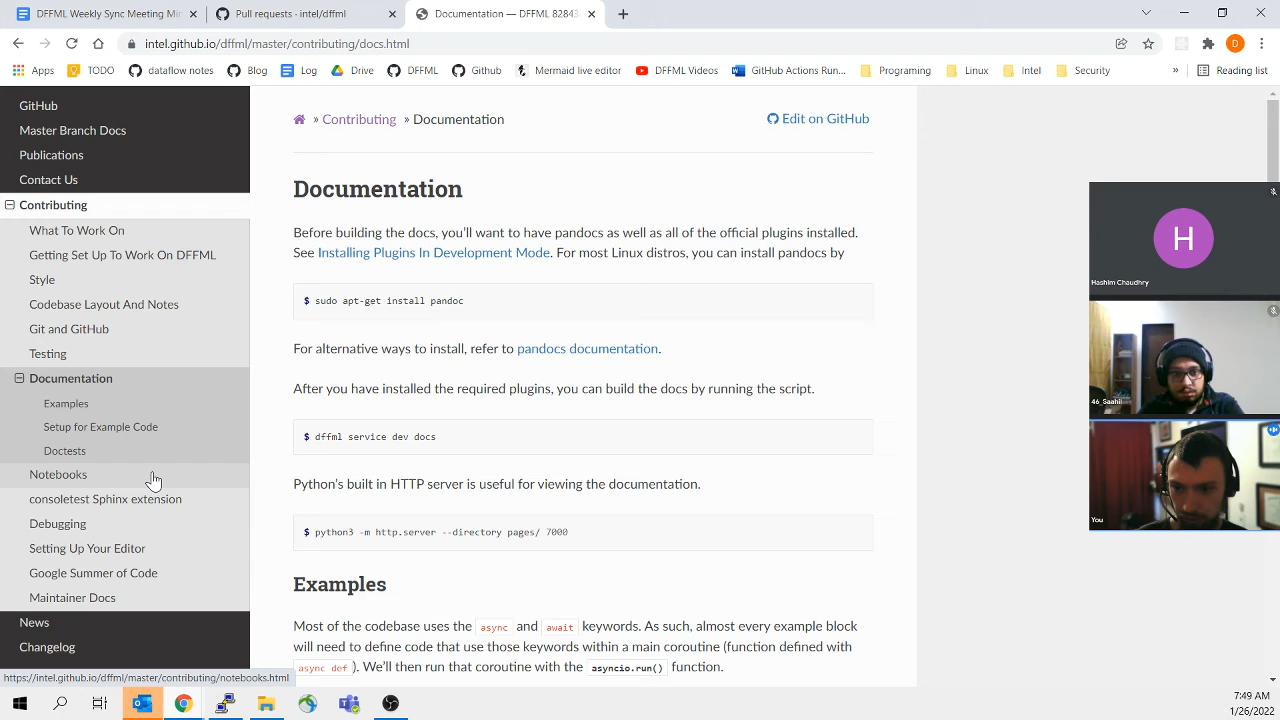 DFFML Weekly Sync Meeting Min
Pull requests · intel/dffml
Documentation — DFFML 82843
intel.github.io/dffml/master/contributing/docs.html
Apps
TODO
dataflow notes
Blog
Log
Drive
DFFML
Github
Mermaid live editor
DFFML Videos
GitHub Actions Run...
Programing
Linux
Intel
Security
»
Reading list
GitHub
Master Branch Docs
Publications
Contact Us
Contributing
What To Work On
Getting Set Up To Work On DFFML
Style
Codebase Layout And Notes
Git and GitHub
Testing
Documentation
Examples
Setup for Example Code
Doctests
Notebooks
consoletest Sphinx extension
Debugging
Setting Up Your Editor
Google Summer of Code
Maintainer Docs
News
Changelog
https://intel.github.io/dffml/master/contributing/notebooks.html
» Contributing » Documentation
Edit on GitHub
Documentation
Before building the docs, you'll want to have pandocs as well as all of the official plugins installed.
See Installing Plugins In Development Mode. For most Linux distros, you can install pandocs by
$ sudo apt-get install pandoc
For alternative ways to install, refer to pandocs documentation.
After you have installed the required plugins, you can build the docs by running the script.
$ dffml service dev docs
Python's built in HTTP server is useful for viewing the documentation.
$ python3 -m http.server --directory pages/ 7000
Examples
Most of the codebase uses the async and await keywords. As such, almost every example block
will need to define code that use those keywords within a main coroutine (function defined with
async def). We'll then run that coroutine with the asyncio.run() function.
H
Hashim Chaudhry
46_Saahil
You
D
7:49 AM
1/26/2022